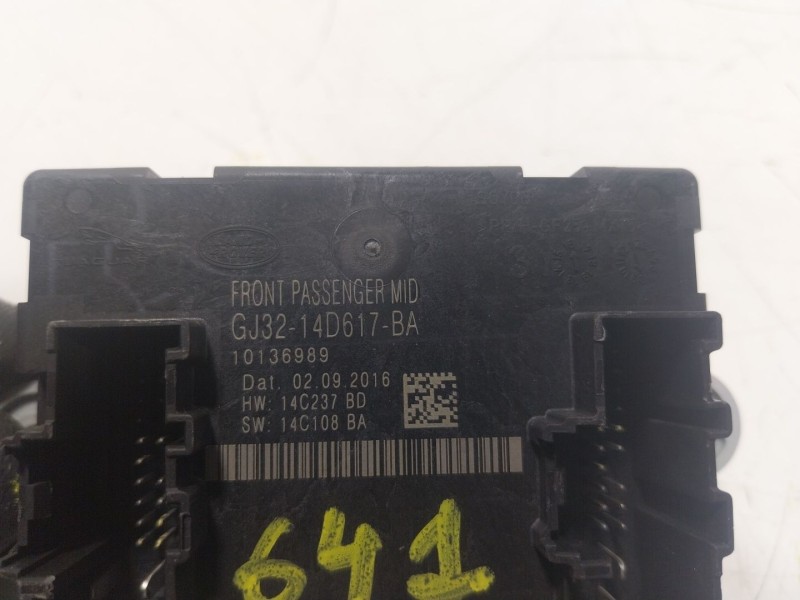 FRONT PASSENGER MID
GJ32-14D617-BA
10136989
Dat. 02.09.2016
HW: 14C237 BD
SW: 14C108 BA
641